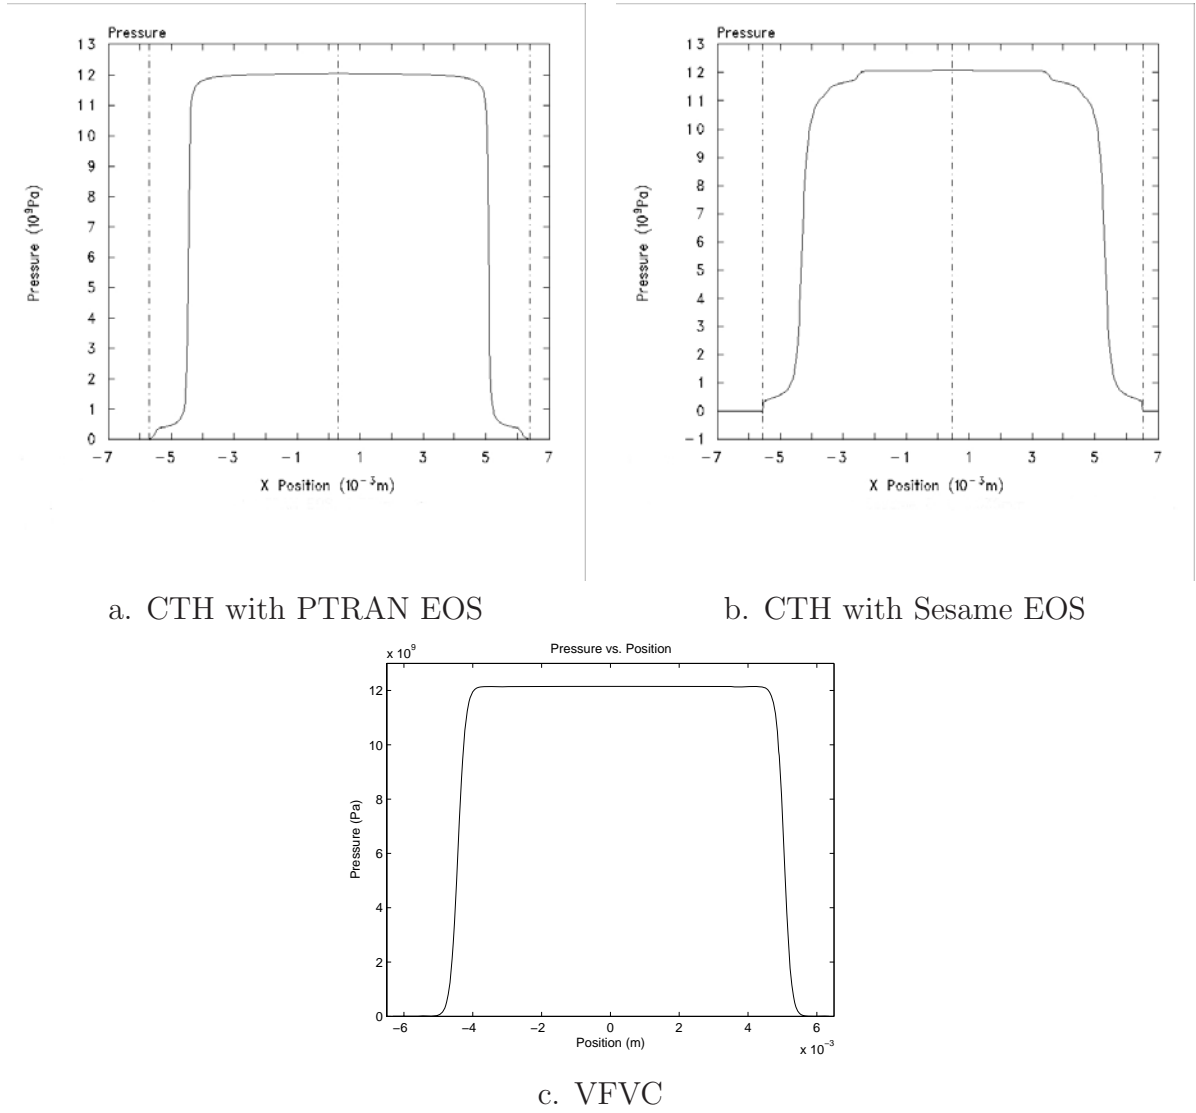 Pressure
13
12
11
10
9
8
7
6
5
4
3
2
1
0
Pressure (10⁹Pa)
-7 -5 -3 -1 1 3 5 7
X Position (10⁻³m)
a. CTH with PTRAN EOS
Pressure
13
12
11
10
9
8
7
6
5
4
3
2
1
0
-1
Pressure (10⁹Pa)
-7 -5 -3 -1 1 3 5 7
X Position (10⁻³m)
b. CTH with Sesame EOS
x 10⁹
Pressure vs. Position
12
10
8
6
4
2
0
Pressure (Pa)
−6 −4 −2 0 2 4 6
Position (m)
x 10⁻³
c. VFVC